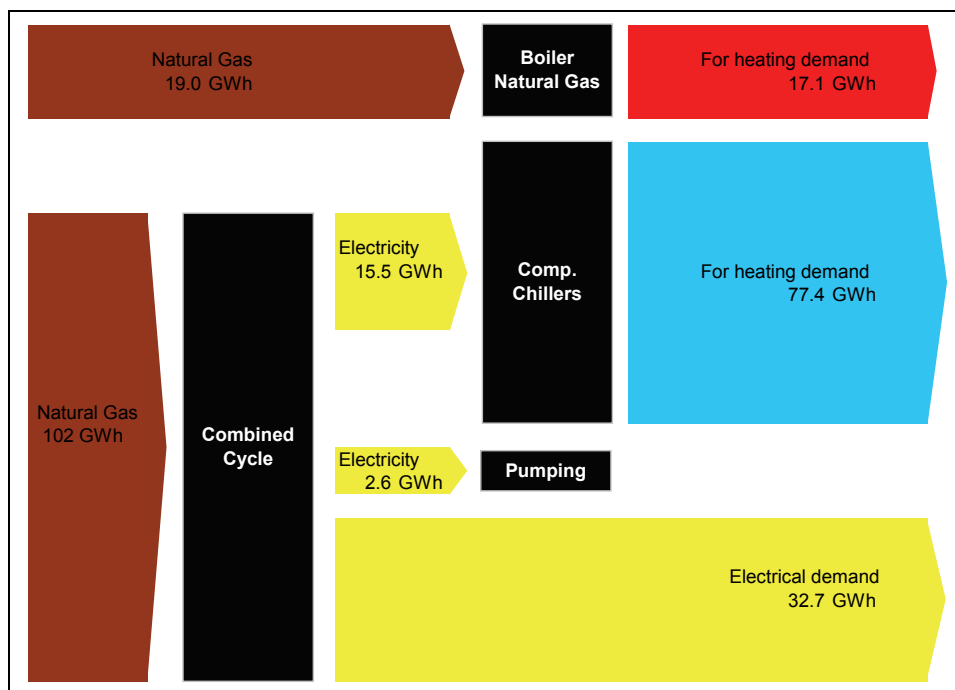 Natural Gas
19.0 GWh
Boiler
Natural Gas
For heating demand
17.1 GWh
Electricity
15.5 GWh
Comp.
Chillers
For heating demand
77.4 GWh
Natural Gas
102 GWh
Combined
Cycle
Electricity
2.6 GWh
Pumping
Electrical demand
32.7 GWh